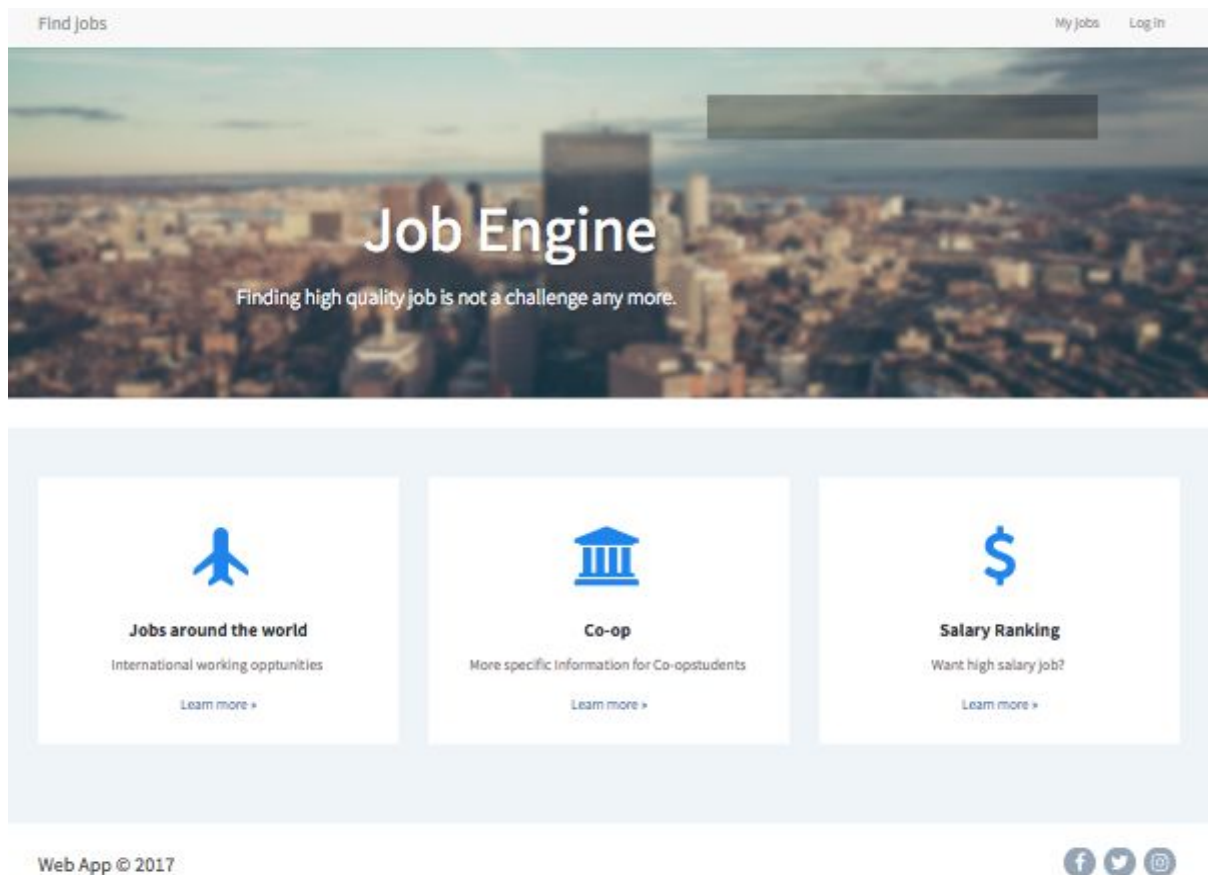 Find jobs
My jobs Log in
Job Engine
Finding high quality job is not a challenge any more.
Jobs around the world
International working opptunities
Learn more »
Co-op
More specific Information for Co-opstudents
Learn more »
Salary Ranking
Want high salary job?
Learn more »
Web App © 2017